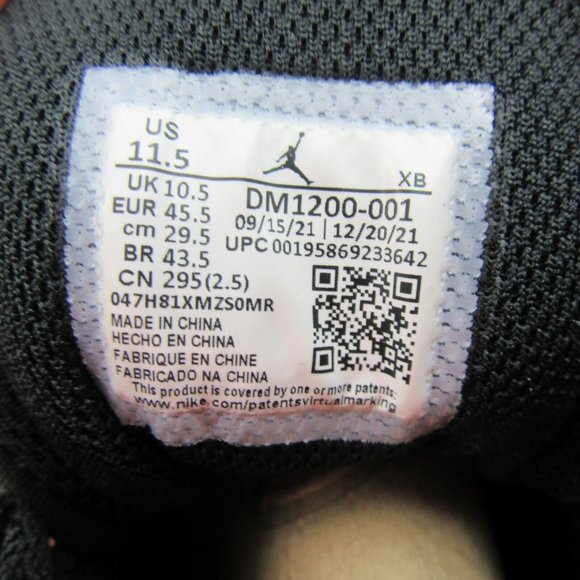 US
11.5
XB
UK 10.5
DM1200-001
EUR 45.5
09/15/21 | 12/20/21
cm 29.5
UPC 00195869233642
BR 43.5
CN 295(2.5)
047H81XMZS0MR
MADE IN CHINA
HECHO EN CHINA
FABRIQUE EN CHINE
FABRICADO NA CHINA
This product is covered by one or more patents:
www.nike.com/patentsvirtualmarking